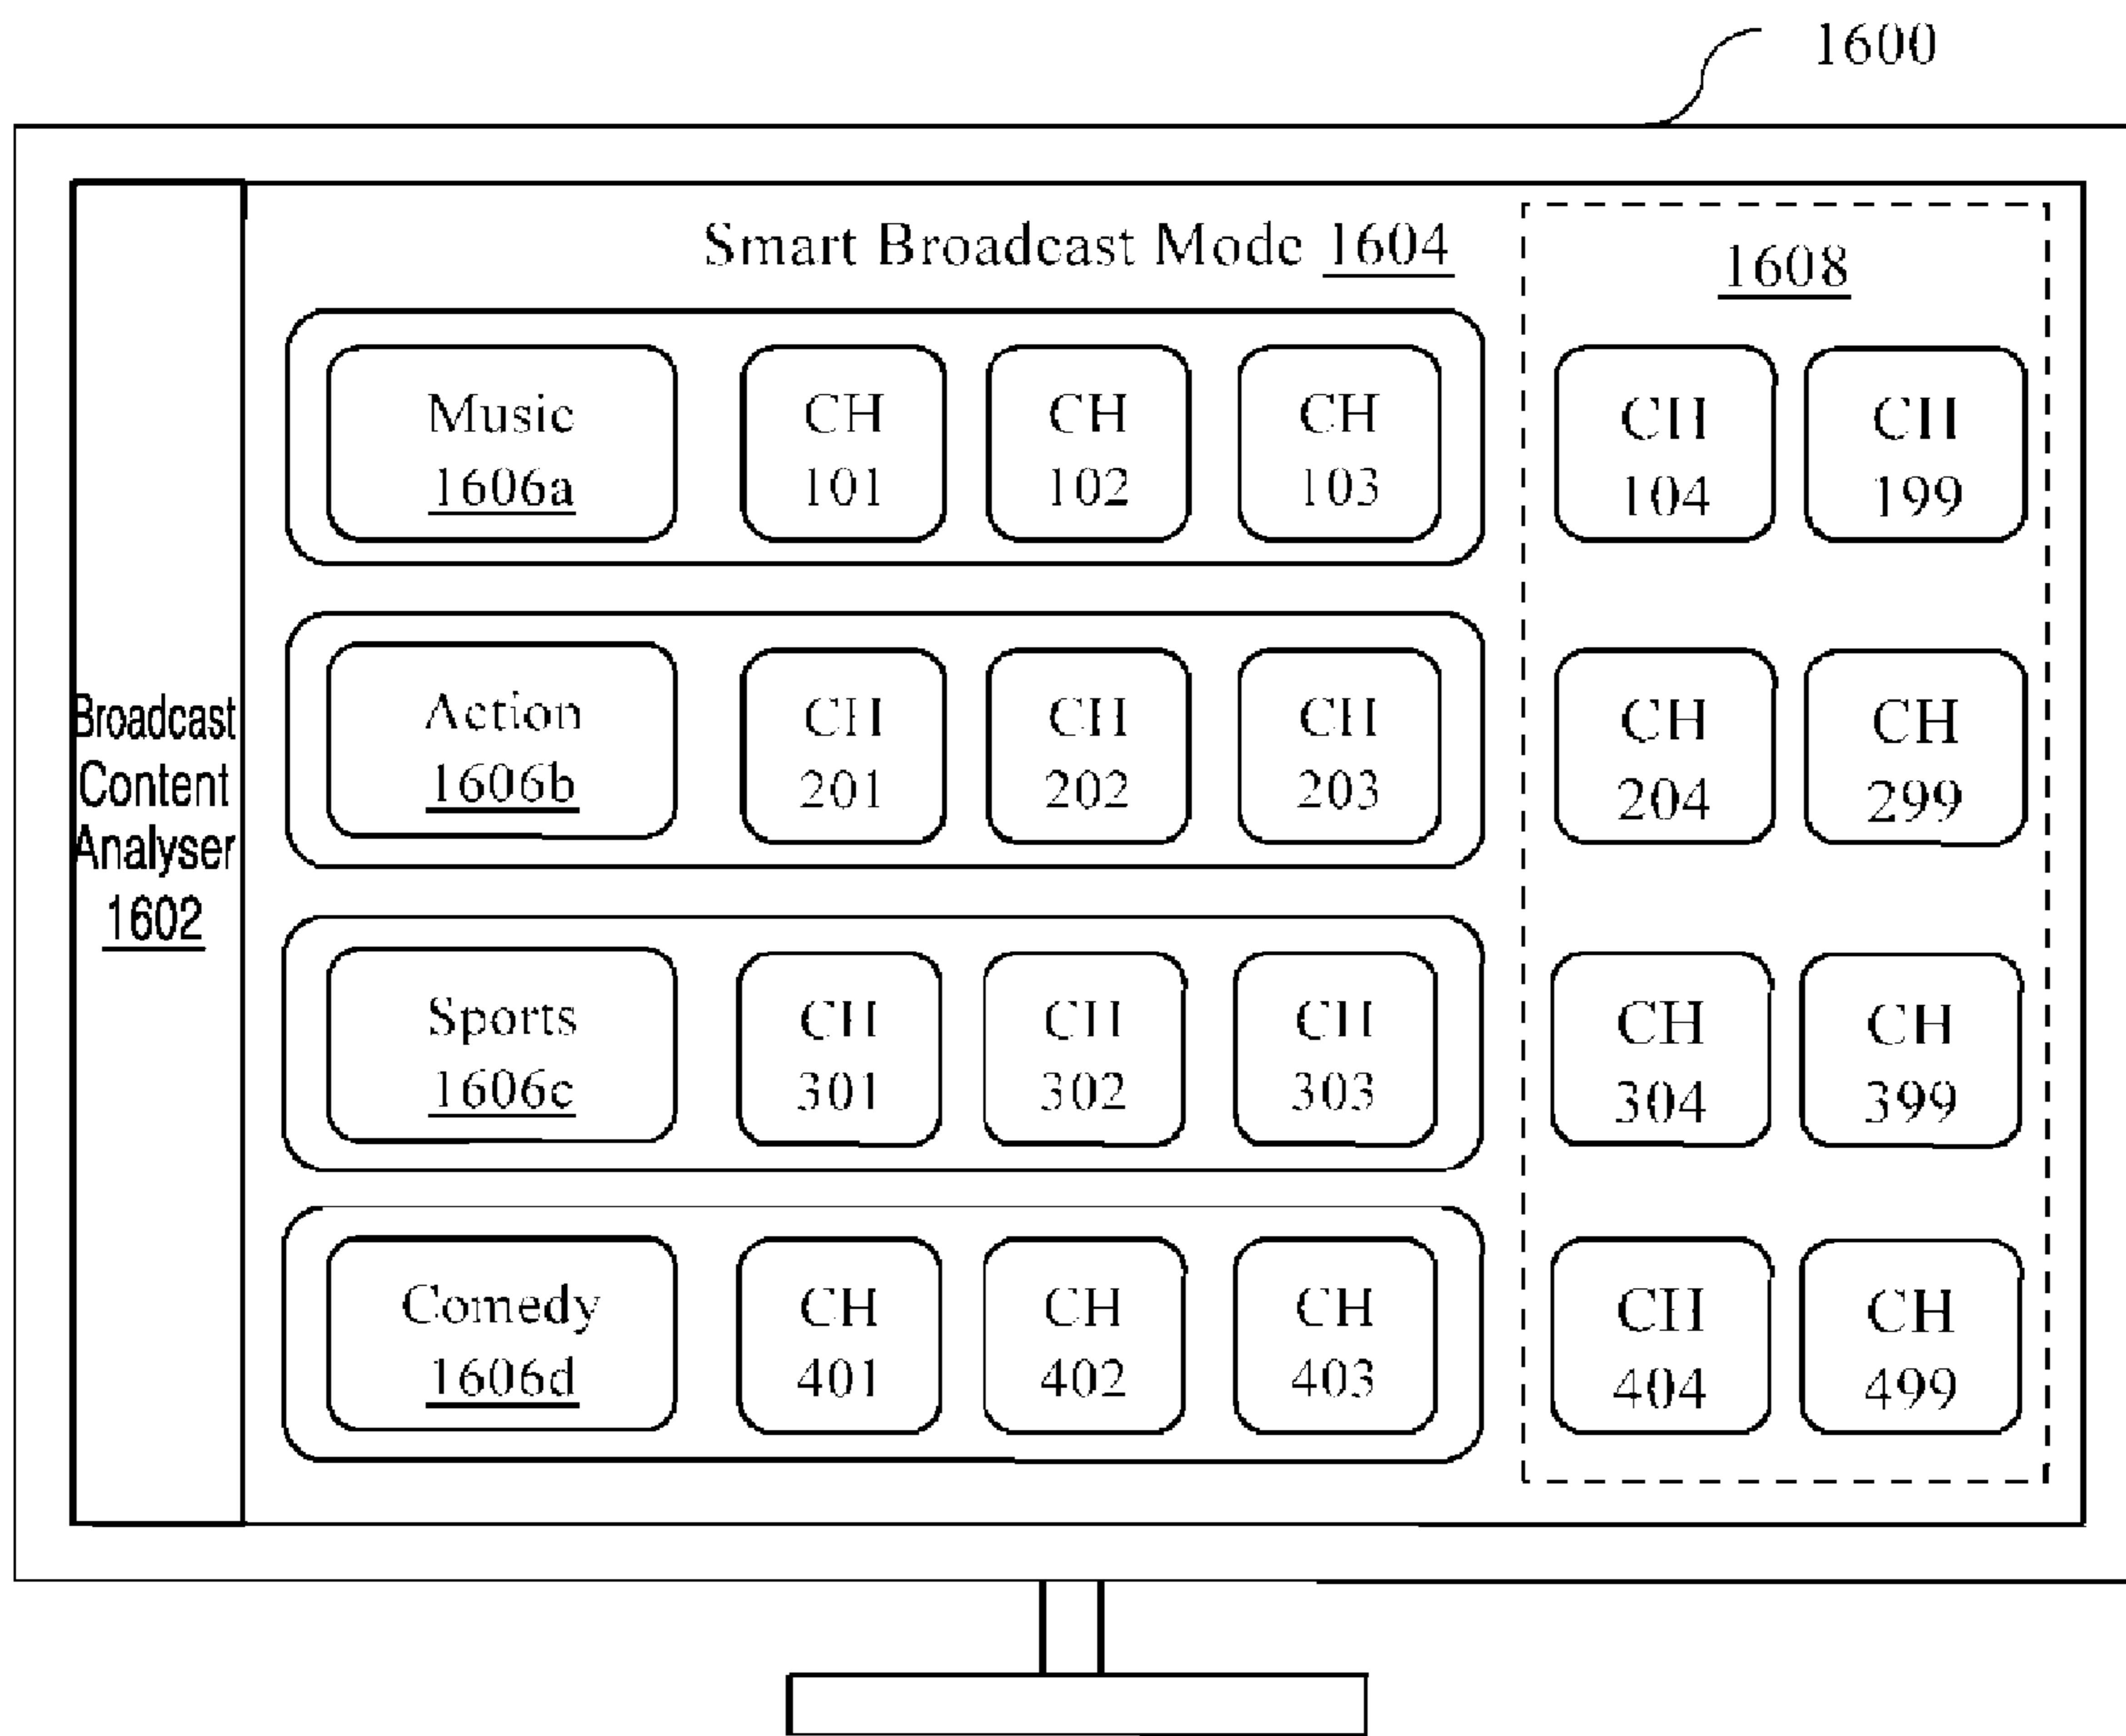 1600
Broadcast
Content
Analyser
1602
Smart Broadcast Mode 1604
1608
Music
1606a
CH
101
CH
102
CH
103
CH
104
CH
199
Action
1606b
CH
201
CH
202
CH
203
CH
204
CH
299
Sports
1606c
CH
301
CH
302
CH
303
CH
304
CH
399
Comedy
1606d
CH
401
CH
402
CH
403
CH
404
CH
499